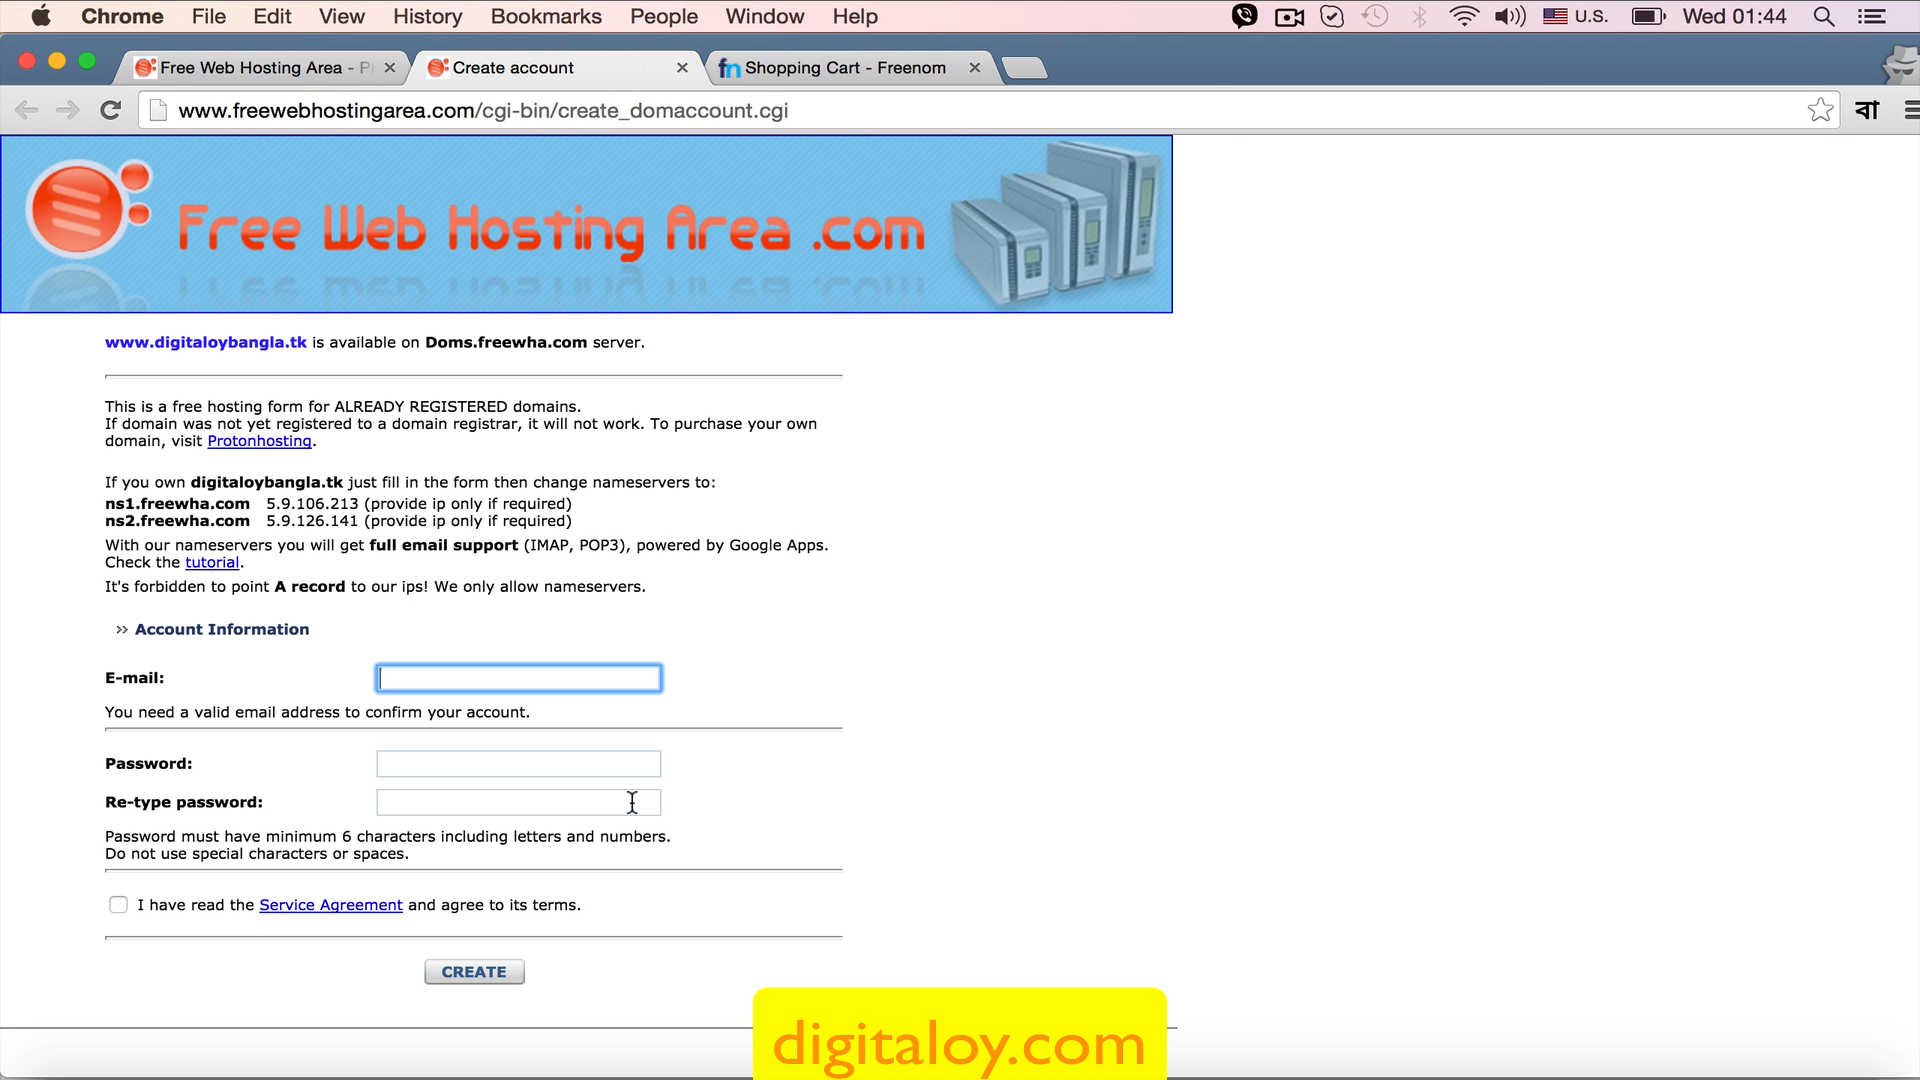 Chrome File Edit View History Bookmarks People Window Help U.S. Wed 01:44
Free Web Hosting Area - Create account Shopping Cart - Freenom
www.freewebhostingarea.com/cgi-bin/create_domaccount.cgi বা
Free Web Hosting Area .com
www.digitaloybangla.tk is available on Doms.freewha.com server.
This is a free hosting form for ALREADY REGISTERED domains.
If domain was not yet registered to a domain registrar, it will not work. To purchase your own
domain, visit Protonhosting.
If you own digitaloybangla.tk just fill in the form then change nameservers to:
ns1.freewha.com 5.9.106.213 (provide ip only if required)
ns2.freewha.com 5.9.126.141 (provide ip only if required)
With our nameservers you will get full email support (IMAP, POP3), powered by Google Apps.
Check the tutorial.
It's forbidden to point A record to our ips! We only allow nameservers.
>> Account Information
E-mail:
You need a valid email address to confirm your account.
Password:
Re-type password:
Password must have minimum 6 characters including letters and numbers.
Do not use special characters or spaces.
I have read the Service Agreement and agree to its terms.
CREATE
digitaloy.com